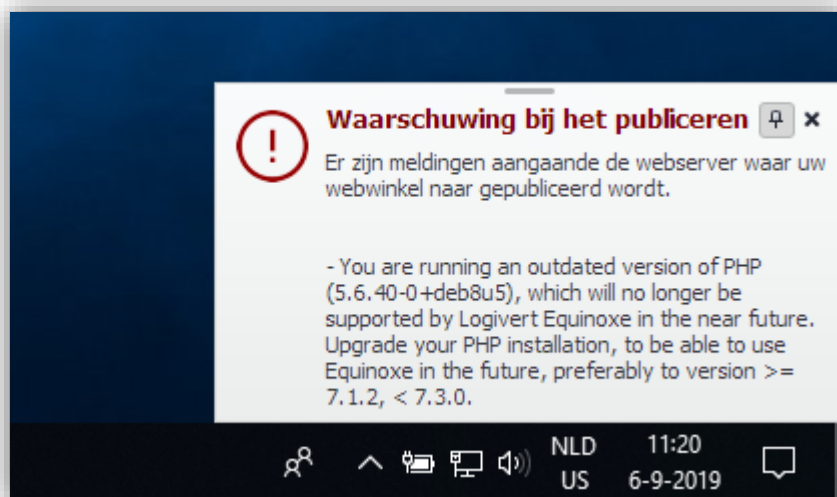 Waarschuwing bij het publiceren
Er zijn meldingen aangaande de webserver waar uw
webwinkel naar gepubliceerd wordt.
- You are running an outdated version of PHP
(5.6.40-0+deb8u5), which will no longer be
supported by Logivert Equinoxe in the near future.
Upgrade your PHP installation, to be able to use
Equinoxe in the future, preferably to version >=
7.1.2, < 7.3.0.
NLD
US
11:20
6-9-2019